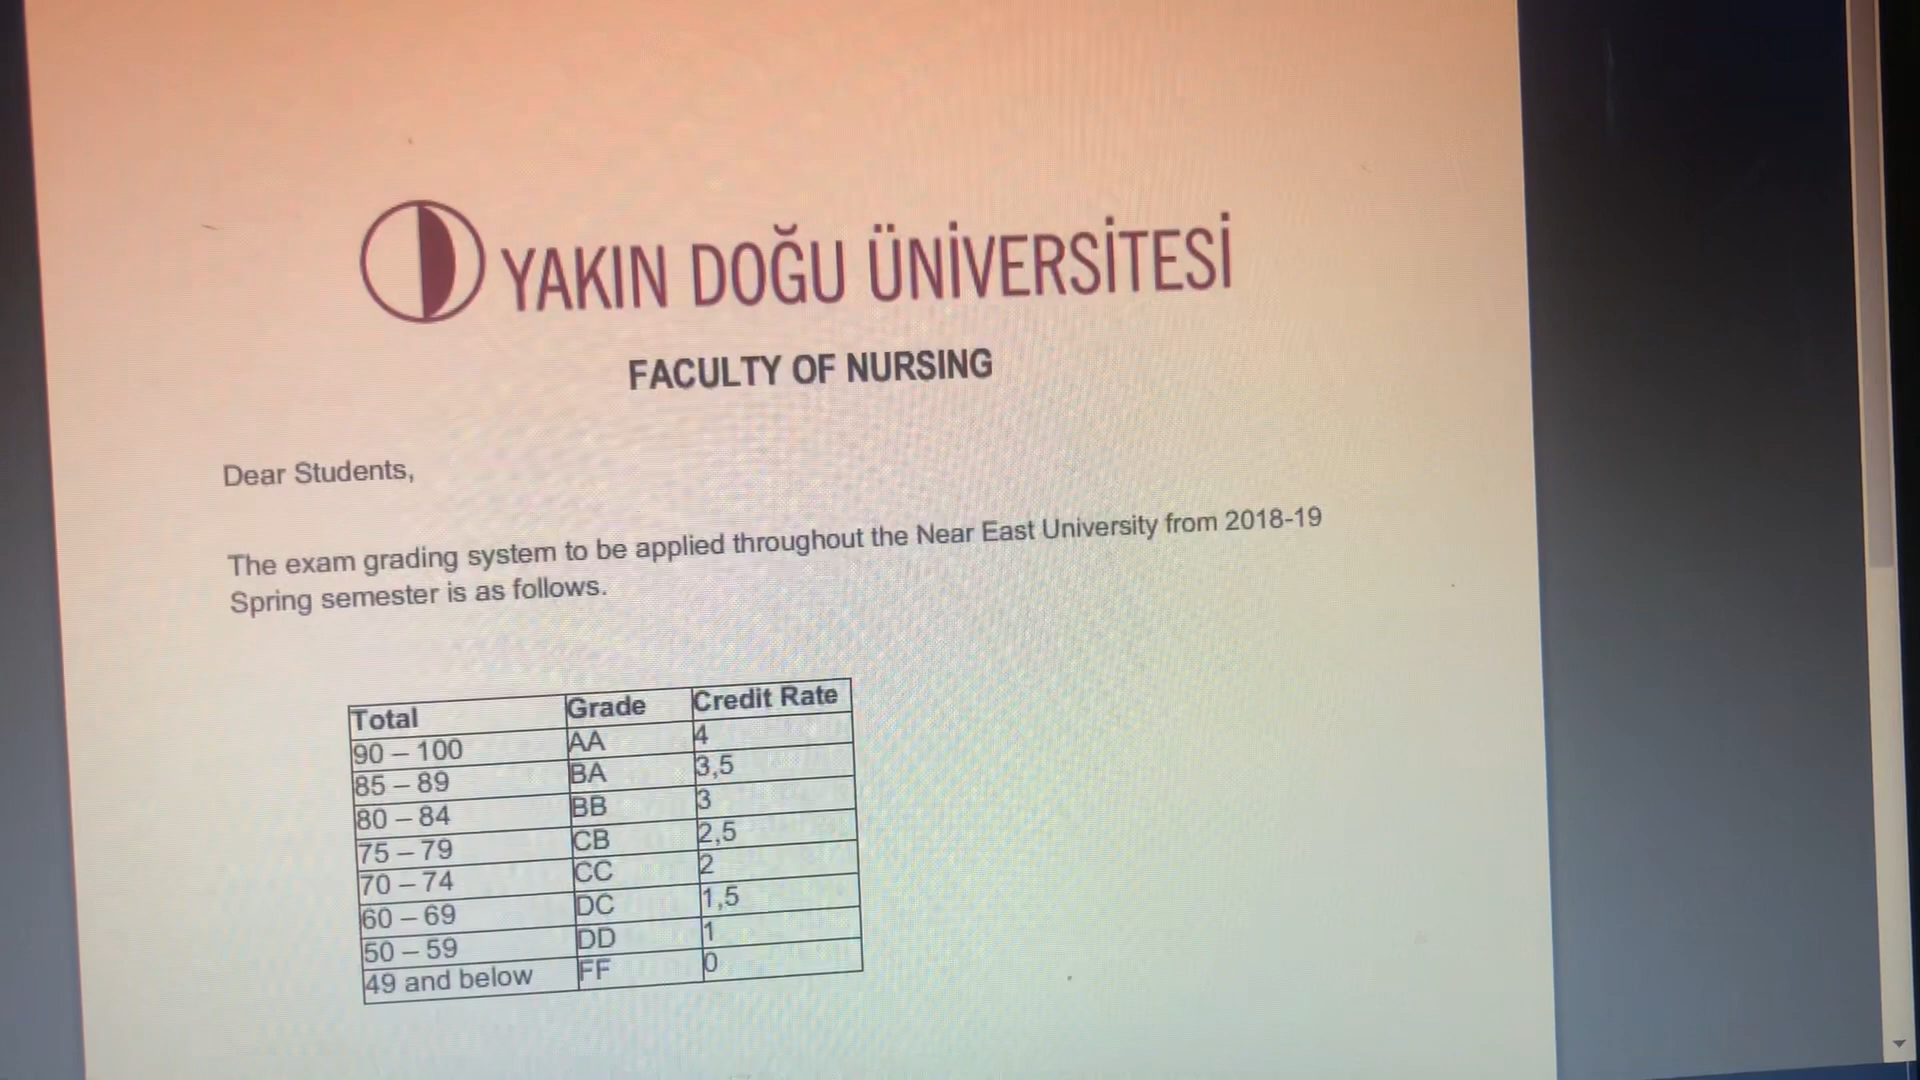 YAKIN DOĞU ÜNİVERSİTESİ
FACULTY OF NURSING
Dear Students,
The exam grading system to be applied throughout the Near East University from 2018-19
Spring semester is as follows.
Total Grade Credit Rate
90 – 100 AA 4
85 – 89 BA 3,5
80 – 84 BB 3
75 – 79 CB 2,5
70 – 74 CC 2
60 – 69 DC 1,5
50 – 59 DD 1
49 and below FF 0